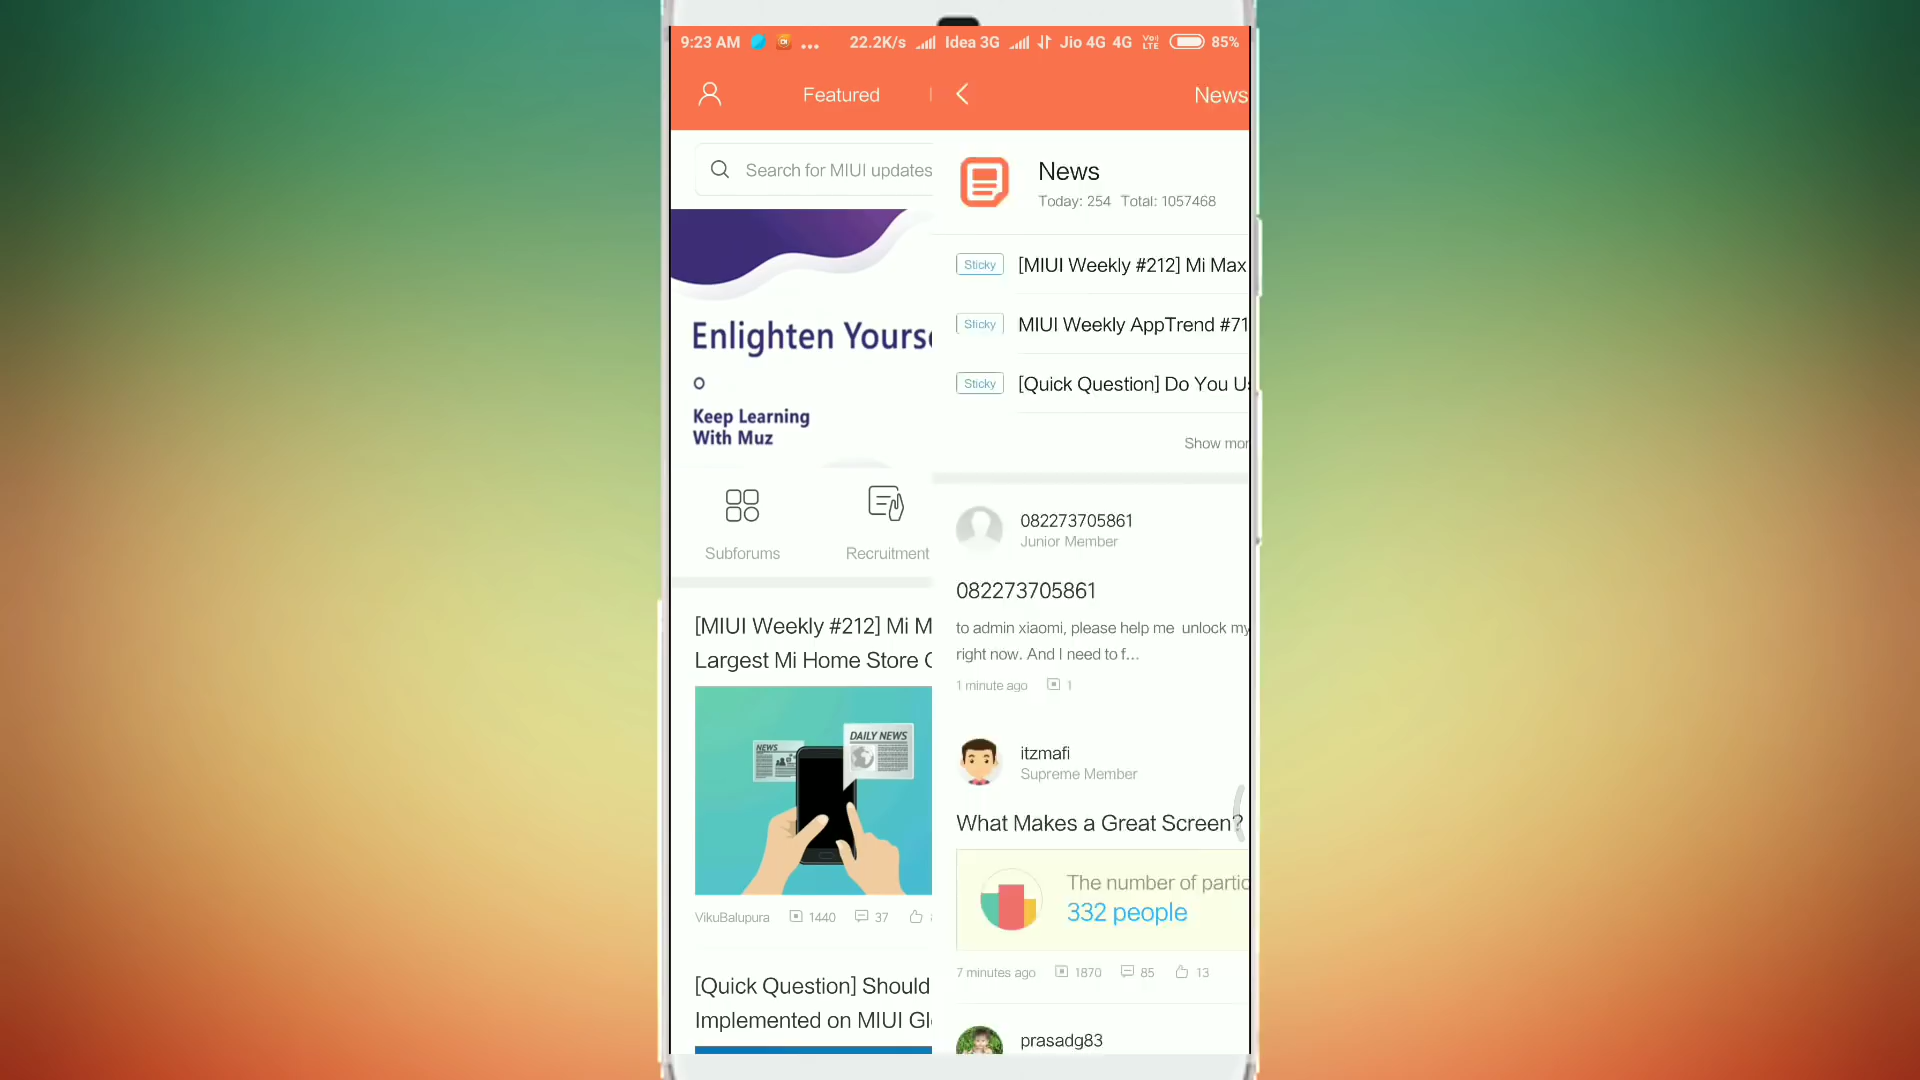 9:23 AM ... 22.2K/s Idea 3G Jio 4G 4G Vo)) LTE 85%
Featured
Search for MIUI updates
Enlighten Yourse
Keep Learning
With Muz
Subforums
Recruitment
[MIUI Weekly #212] Mi M
Largest Mi Home Store
NEWS
DAILY NEWS
VikuBalupura 1440 37
[Quick Question] Should
Implemented on MIUI Gl
News
News
Today: 254 Total: 1057468
Sticky [MIUI Weekly #212] Mi Max
Sticky MIUI Weekly AppTrend #71
Sticky [Quick Question] Do You Us
Show mor
082273705861
Junior Member
082273705861
to admin xiaomi, please help me unlock my
right now. And I need to f...
1 minute ago 1
itzmafi
Supreme Member
What Makes a Great Screen?
The number of partic
332 people
7 minutes ago 1870 85 13
prasadg83